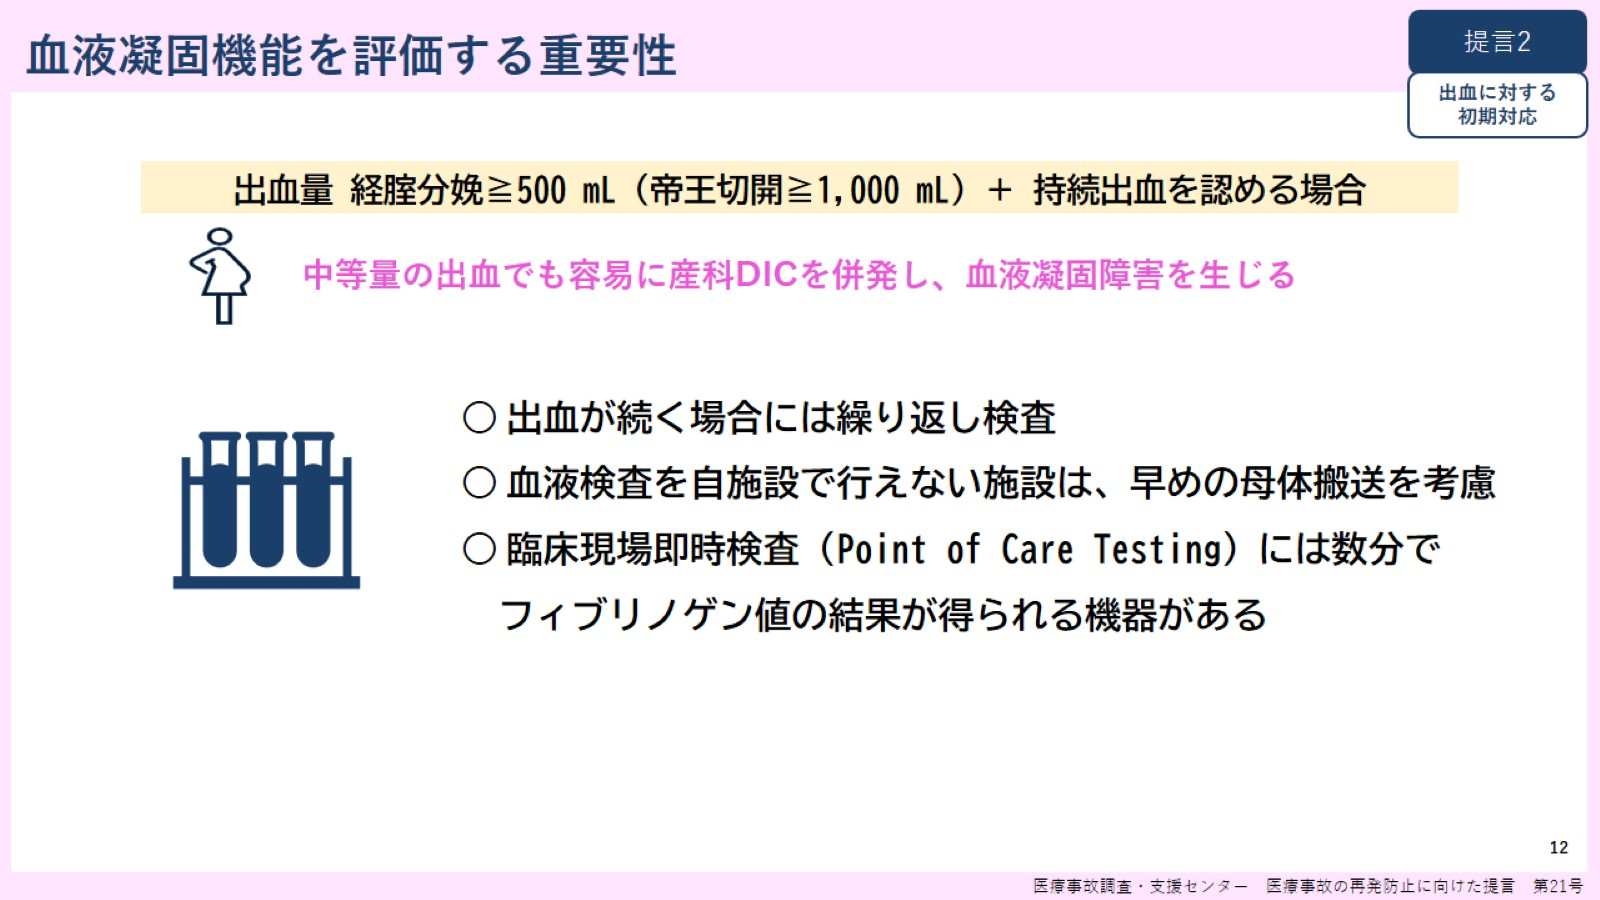 血液凝固機能を評価する重要性
提言2
出血に対する
初期対応
出血量 経腟分娩≧500 mL（帝王切開≧1,000 mL）＋ 持続出血を認める場合
中等量の出血でも容易に産科DICを併発し、血液凝固障害を生じる
○ 出血が続く場合には繰り返し検査
○ 血液検査を自施設で行えない施設は、早めの母体搬送を考慮
○ 臨床現場即時検査（Point of Care Testing）には数分で
フィブリノゲン値の結果が得られる機器がある
12
医療事故調査・支援センター　医療事故の再発防止に向けた提言　第21号